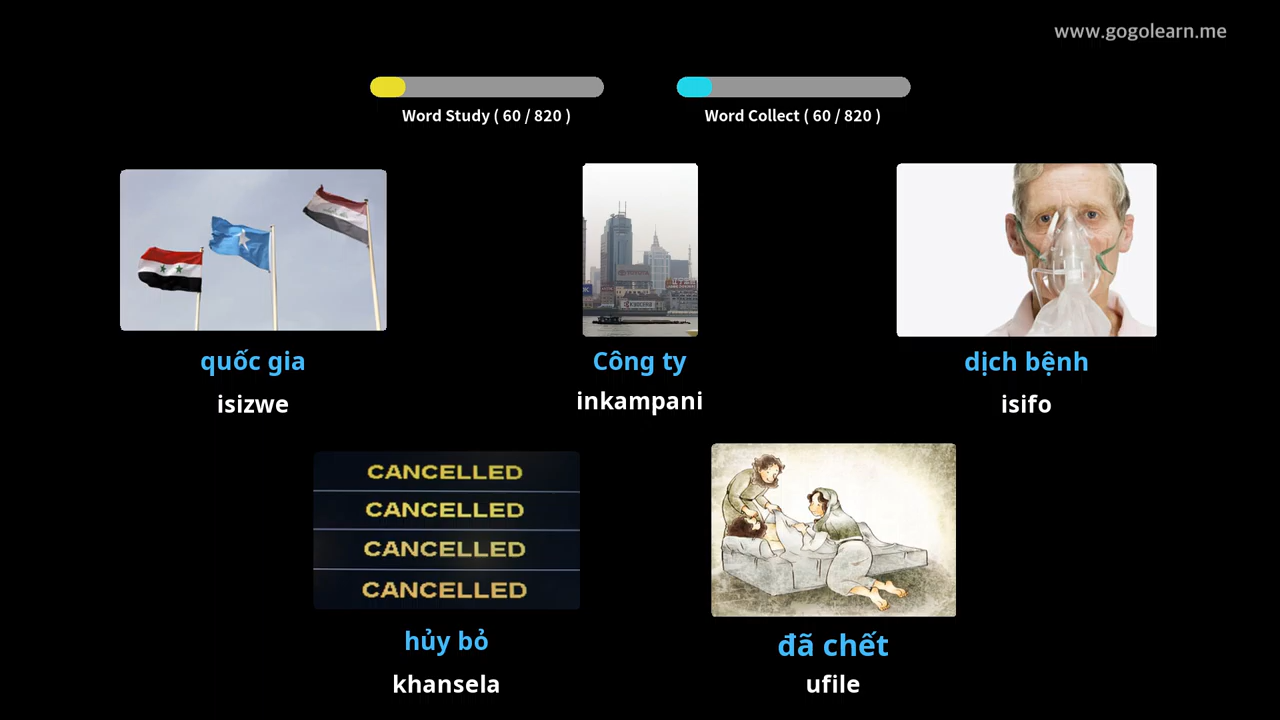 www.gogolearn.me
Word Study ( 60 / 820 )
Word Collect ( 60 / 820 )
quốc gia
isizwe
TOYOTA
Công ty
inkampani
dịch bệnh
isifo
CANCELLED
CANCELLED
CANCELLED
CANCELLED
hủy bỏ
khansela
đã chết
ufile